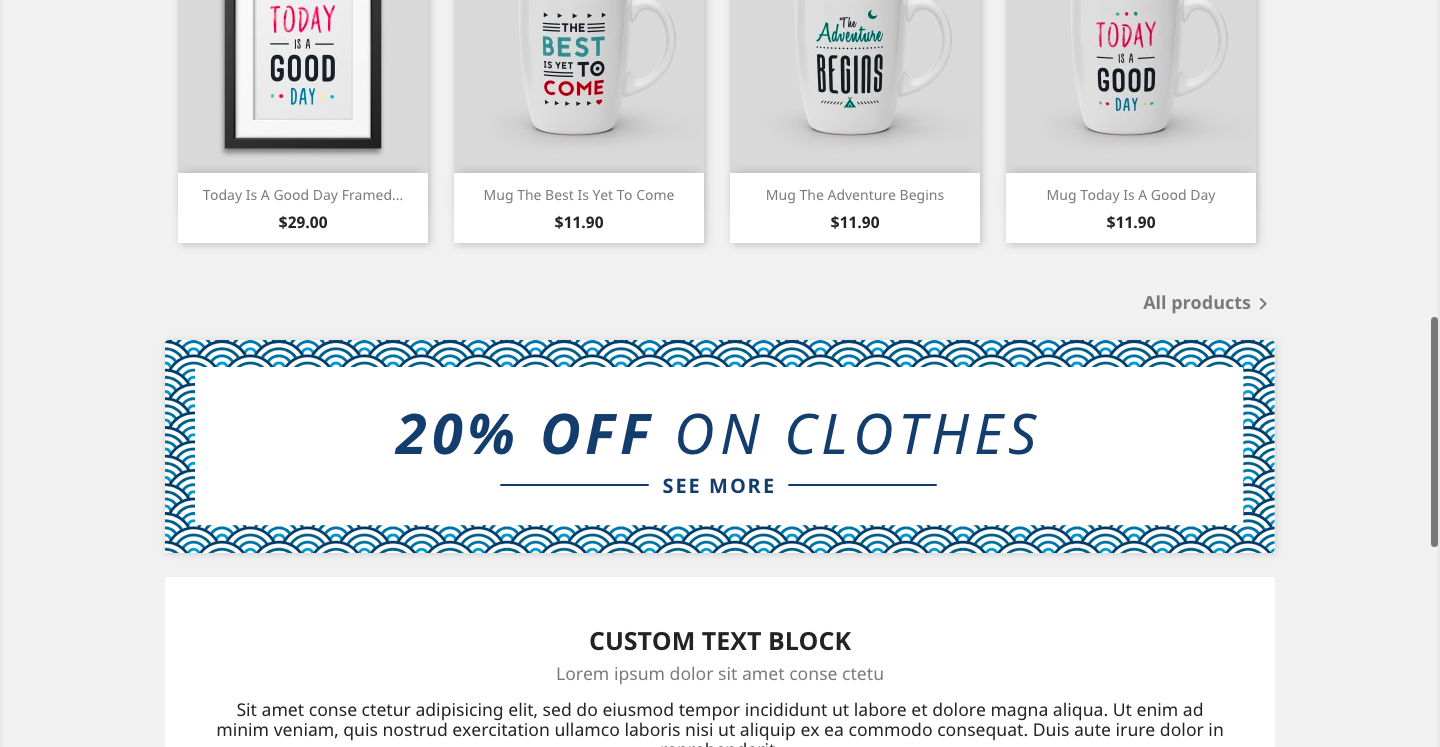 TODAY
IS A
GOOD
DAY
THE
BEST
IS YET TO
COME
The
Adventure
BEGINS
TODAY
IS A
GOOD
DAY
Today Is A Good Day Framed...
$29.00
Mug The Best Is Yet To Come
$11.90
Mug The Adventure Begins
$11.90
Mug Today Is A Good Day
$11.90
All products
20% OFF ON CLOTHES
SEE MORE
CUSTOM TEXT BLOCK
Lorem ipsum dolor sit amet conse ctetu
Sit amet conse ctetur adipisicing elit, sed do eiusmod tempor incididunt ut labore et dolore magna aliqua. Ut enim ad
minim veniam, quis nostrud exercitation ullamco laboris nisi ut aliquip ex ea commodo consequat. Duis aute irure dolor in